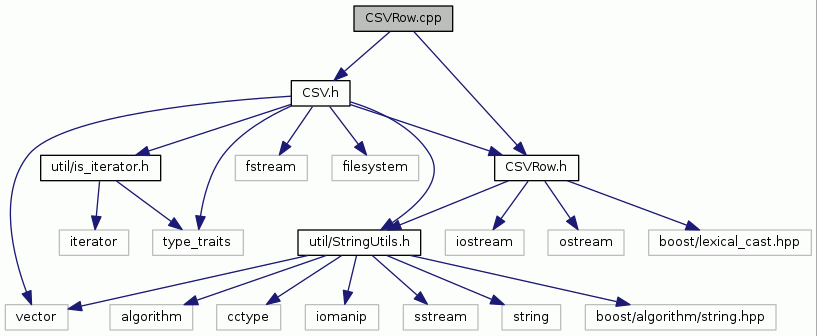 CSVRow.cpp
CSV.h
util/is_iterator.h
fstream
filesystem
CSVRow.h
iterator
type_traits
util/StringUtils.h
iostream
ostream
boost/lexical_cast.hpp
vector
algorithm
cctype
iomanip
sstream
string
boost/algorithm/string.hpp